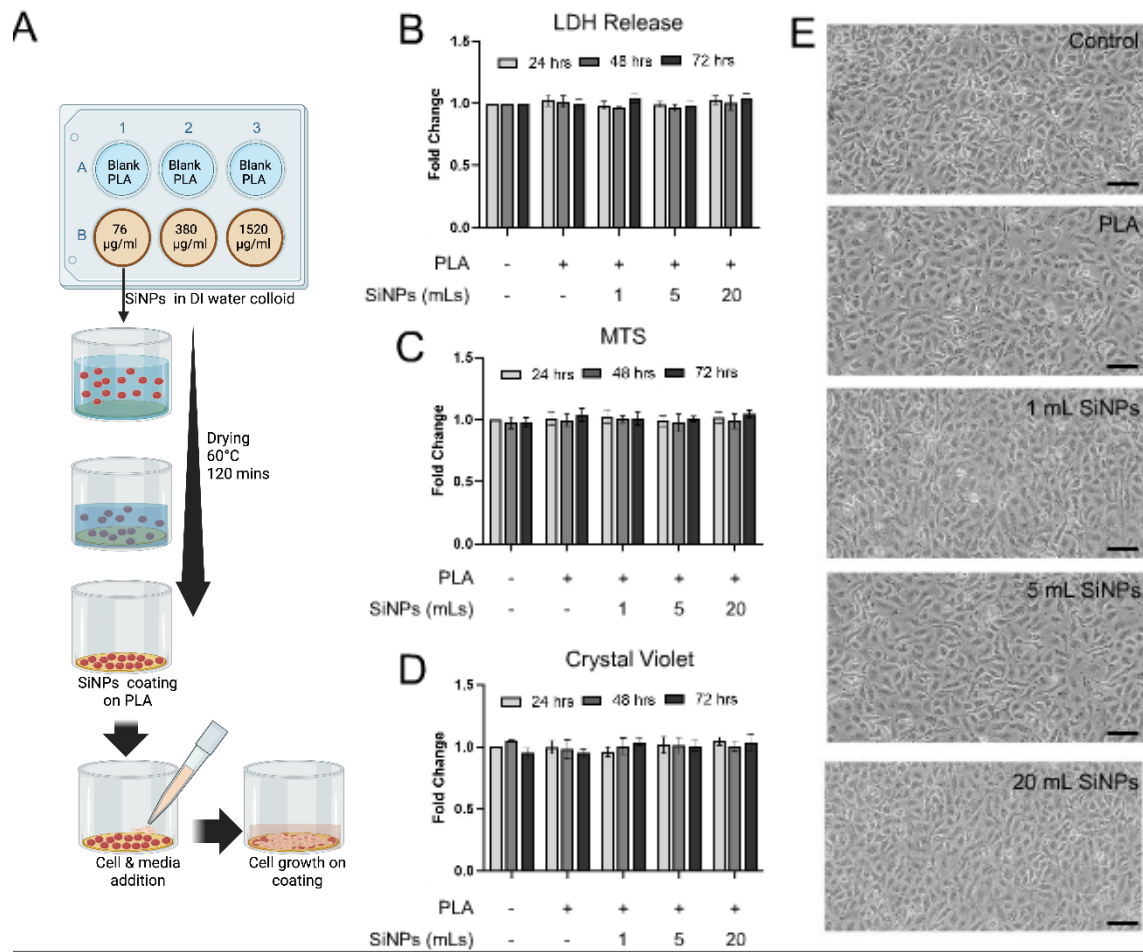 A
1 2 3
A
Blank PLA
Blank PLA
Blank PLA
B
76 µg/ml
380 µg/ml
1520 µg/ml
SiNPs in DI water colloid
Drying
60°C
120 mins
SiNPs coating
on PLA
Cell & media
addition
Cell growth on
coating
B
LDH Release
24 hrs 48 hrs 72 hrs
Fold Change
1.5
1.0
0.5
0.0
PLA - + + + +
SiNPs (mLs) - - 1 5 20
C
MTS
24 hrs 48 hrs 72 hrs
Fold Change
1.5
1.0
0.5
0.0
PLA - + + + +
SiNPs (mLs) - - 1 5 20
D
Crystal Violet
24 hrs 48 hrs 72 hrs
Fold Change
1.5
1.0
0.5
0.0
PLA - + + + +
SiNPs (mLs) - - 1 5 20
E
Control
PLA
1 mL SiNPs
5 mL SiNPs
20 mL SiNPs